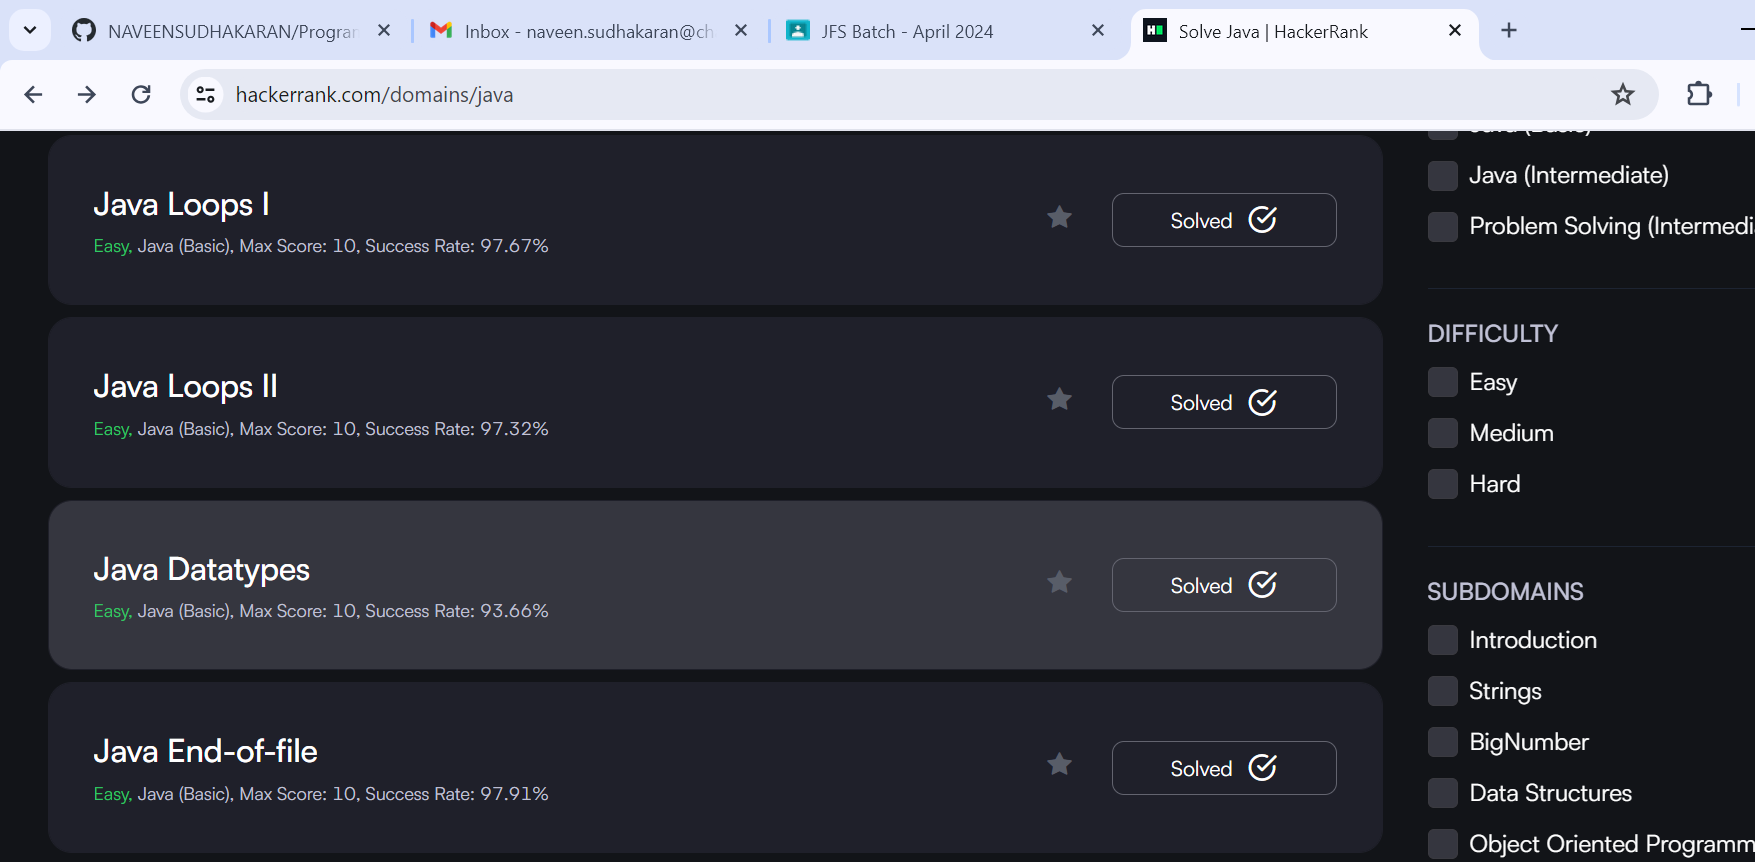 NAVEENSUDHAKARAN/Progra
Inbox - naveen.sudhakaran@ch
JFS Batch - April 2024
Solve Java | HackerRank
hackerrank.com/domains/java
Java Loops I
Easy, Java (Basic), Max Score: 10, Success Rate: 97.67%
Solved
Java Loops II
Easy, Java (Basic), Max Score: 10, Success Rate: 97.32%
Solved
Java Datatypes
Easy, Java (Basic), Max Score: 10, Success Rate: 93.66%
Solved
Java End-of-file
Easy, Java (Basic), Max Score: 10, Success Rate: 97.91%
Solved
Java (Basic)
Java (Intermediate)
Problem Solving (Intermedi
DIFFICULTY
Easy
Medium
Hard
SUBDOMAINS
Introduction
Strings
BigNumber
Data Structures
Object Oriented Programm